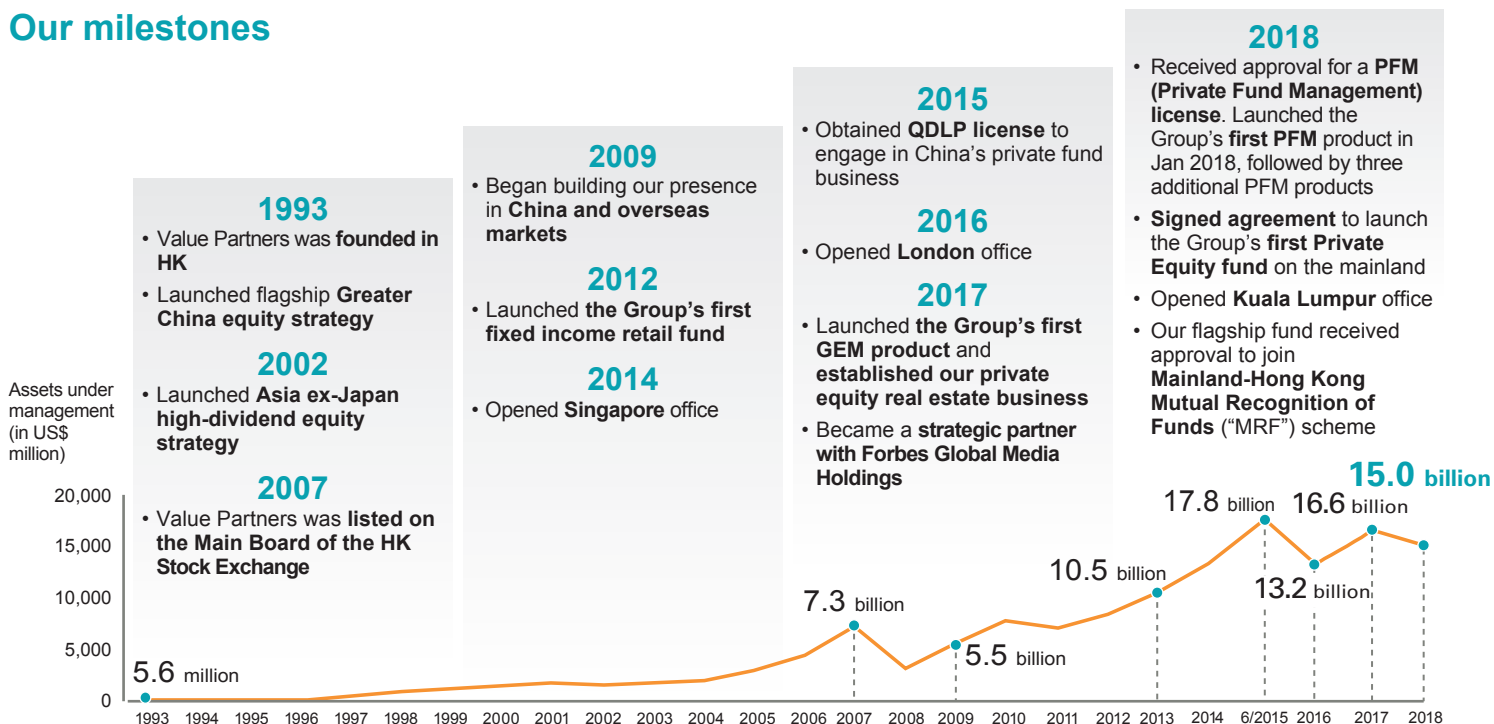 Our milestones
1993
• Value Partners was founded in
HK
• Launched flagship Greater
China equity strategy
2002
• Launched Asia ex-Japan
high-dividend equity
strategy
2007
• Value Partners was listed on
the Main Board of the HK
Stock Exchange
2009
• Began building our presence
in China and overseas
markets
2012
• Launched the Group's first
fixed income retail fund
2014
• Opened Singapore office
2015
• Obtained QDLP license to
engage in China's private fund
business
2016
• Opened London office
2017
• Launched the Group's first
GEM product and
established our private
equity real estate business
• Became a strategic partner
with Forbes Global Media
Holdings
2018
• Received approval for a PFM
(Private Fund Management)
license. Launched the
Group's first PFM product in
Jan 2018, followed by three
additional PFM products
• Signed agreement to launch
the Group's first Private
Equity fund on the mainland
• Opened Kuala Lumpur office
• Our flagship fund received
approval to join
Mainland-Hong Kong
Mutual Recognition of
Funds ("MRF") scheme
Assets under
management
(in US$
million)
20,000
15,000
10,000
5,000
0
5.6 million
7.3 billion
5.5 billion
10.5 billion
17.8 billion
13.2 billion
16.6 billion
15.0 billion
1993 1994 1995 1996 1997 1998 1999 2000 2001 2002 2003 2004 2005 2006 2007 2008 2009 2010 2011 2012 2013 2014 6/2015 2016 2017 2018